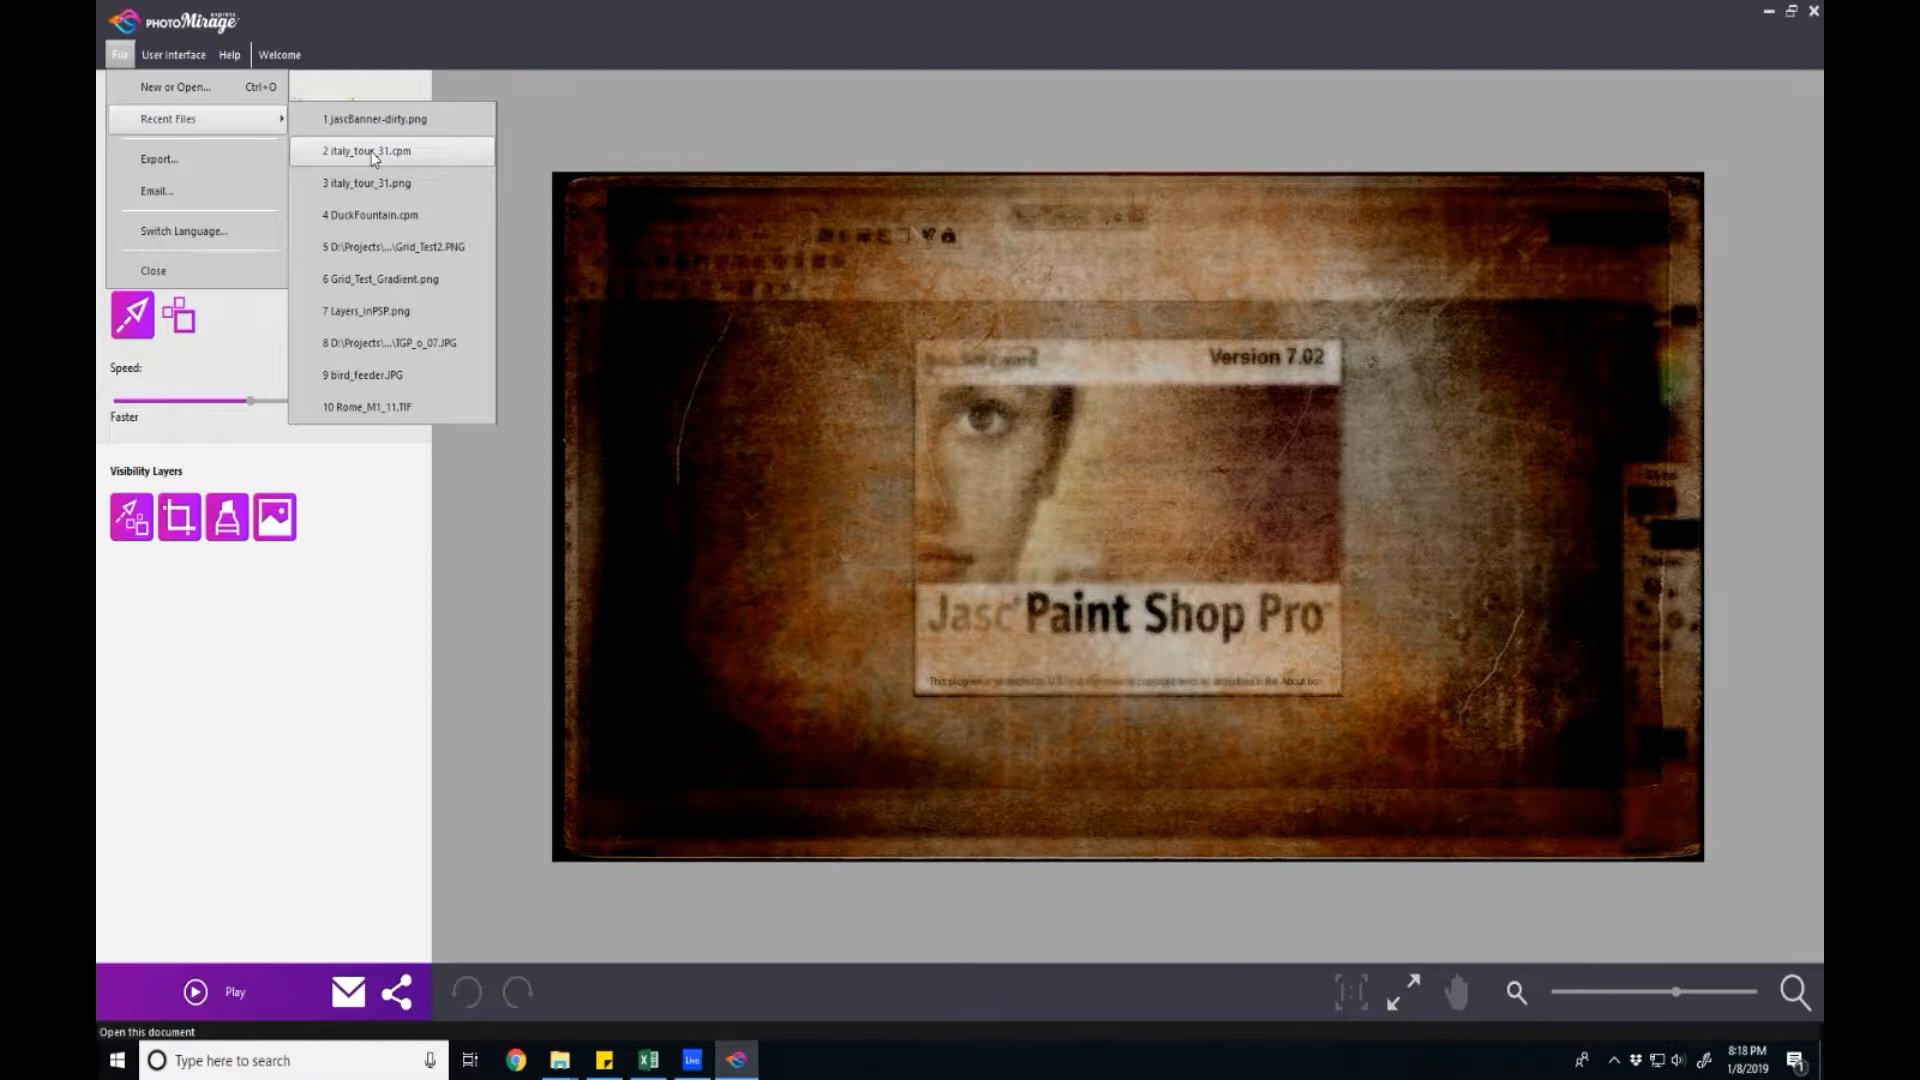 PHOTOMirage express
File User Interface Help Welcome
New or Open... Ctrl+O
Recent Files
Export...
Email...
Switch Language...
Close
1 jascBanner-dirty.png
2 italy_tour_31.cpm
3 italy_tour_31.png
4 DuckFountain.cpm
5 D:\Projects\...\Grid_Test2.PNG
6 Grid_Test_Gradient.png
7 Layers_inPSP.png
8 D:\Projects\...\TGP_o_07.JPG
9 bird_feeder.JPG
10 Rome_M1_11.TIF
Speed:
Faster
Visibility Layers
Version 7.02
Jasc Paint Shop Pro
Play
Open this document
Type here to search
Live
8:18 PM
1/8/2019
1